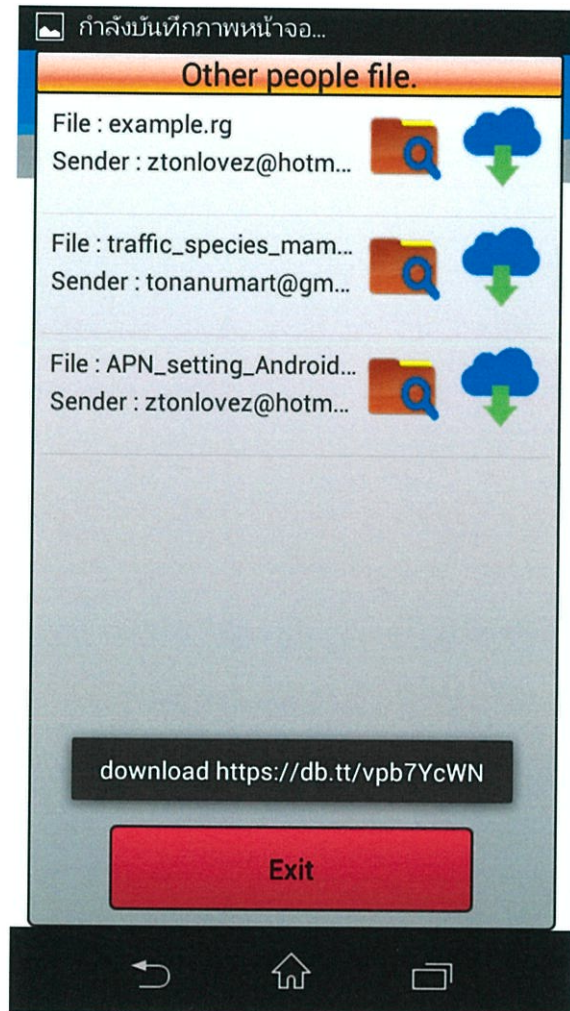 กำลังบันทึกภาพหน้าจอ...
Other people file.
File : example.rg
Sender : ztonlovez@hotm...
File : traffic_species_mam...
Sender : tonanumart@gm...
File : APN_setting_Android...
Sender : ztonlovez@hotm...
download https://db.tt/vpb7YcWN
Exit